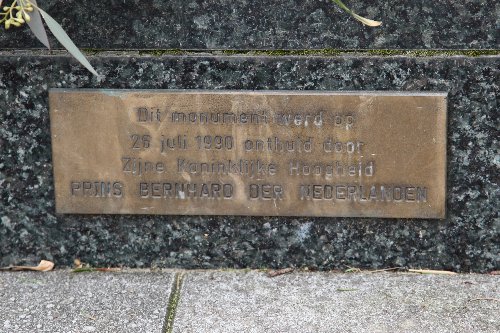 Dit monument werd op
26 juli 1990 onthuld door
Zijne Koninklijke Hoogheid
PRINS BERNHARD DER NEDERLANDEN